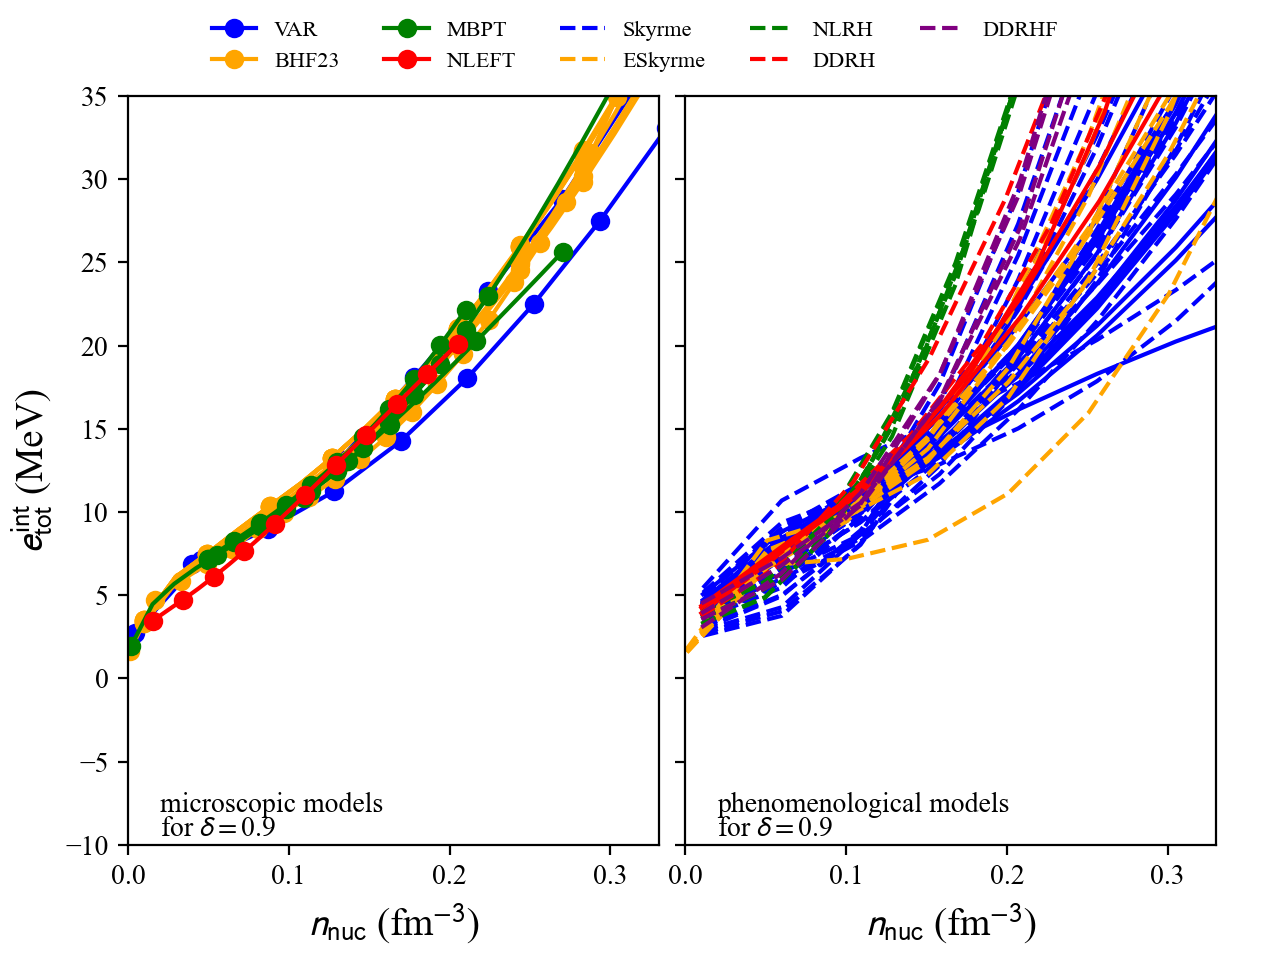 VAR MBPT Skyrme NLRH DDRHF
BHF23 NLEFT ESkyrme DDRH
e_tot^int (MeV)
35
30
25
20
15
10
5
0
−5
−10
microscopic models
for δ = 0.9
phenomenological models
for δ = 0.9
0.0 0.1 0.2 0.3
0.0 0.1 0.2 0.3
n_nuc (fm⁻³)
n_nuc (fm⁻³)